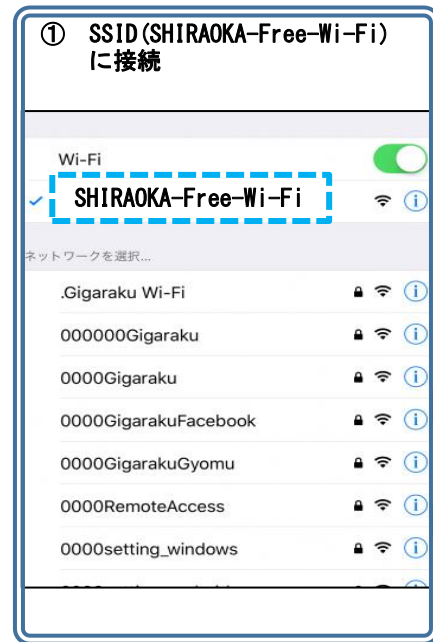 ① SSID(SHIRAOKA-Free-Wi-Fi)
に接続
Wi-Fi
SHIRAOKA-Free-Wi-Fi
ネットワークを選択...
.Gigaraku Wi-Fi
000000Gigaraku
0000Gigaraku
0000GigarakuFacebook
0000GigarakuGyomu
0000RemoteAccess
0000setting_windows